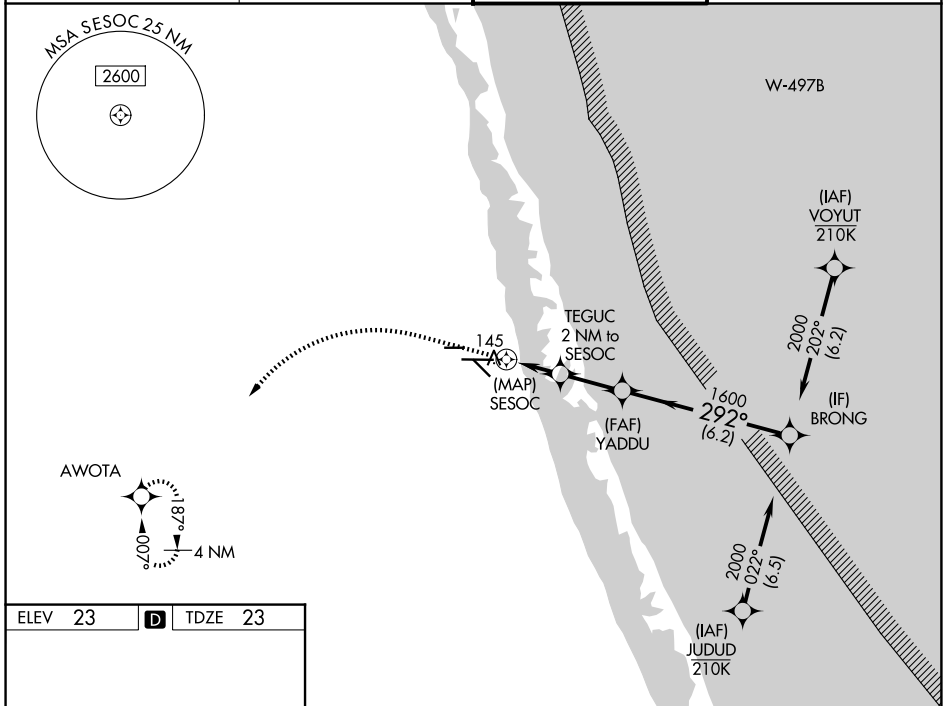 MSA SESOC 25 NM
2600
W-497B
(IAF)
VOYUT
210K
2000
202°
(6.2)
TEGUC
2 NM to
SESOC
145
(MAP)
SESOC
1600
292°
(6.2)
(IF)
BRONG
(FAF)
YADDU
AWOTA
187°
007°
4 NM
2000
022°
(6.5)
(IAF)
JUDUD
210K
ELEV 23 D TDZE 23